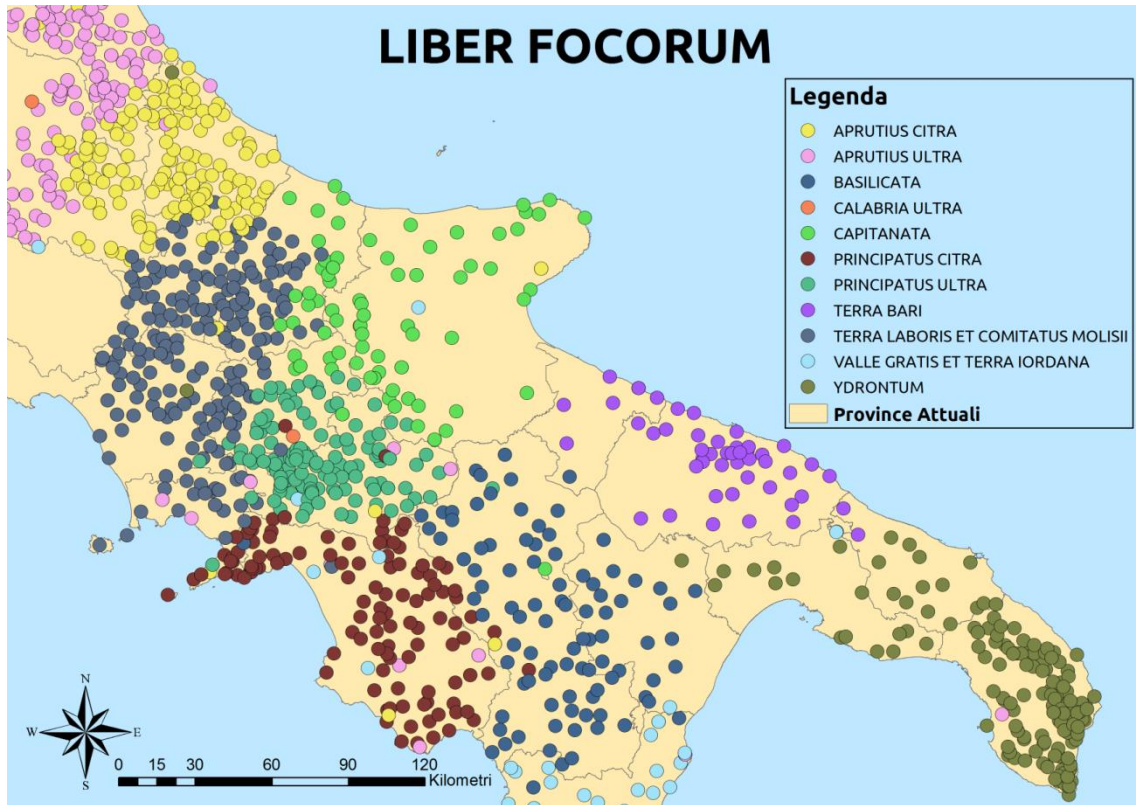 LIBER FOCORUM
Legenda
APRUTIUS CITRA
APRUTIUS ULTRA
BASILICATA
CALABRIA ULTRA
CAPITANATA
PRINCIPATUS CITRA
PRINCIPATUS ULTRA
TERRA BARI
TERRA LABORIS ET COMITATUS MOLISII
VALLE GRATIS ET TERRA IORDANA
YDRONTUM
Province Attuali
N
W E
S
0 15 30 60 90 120
Kilometri